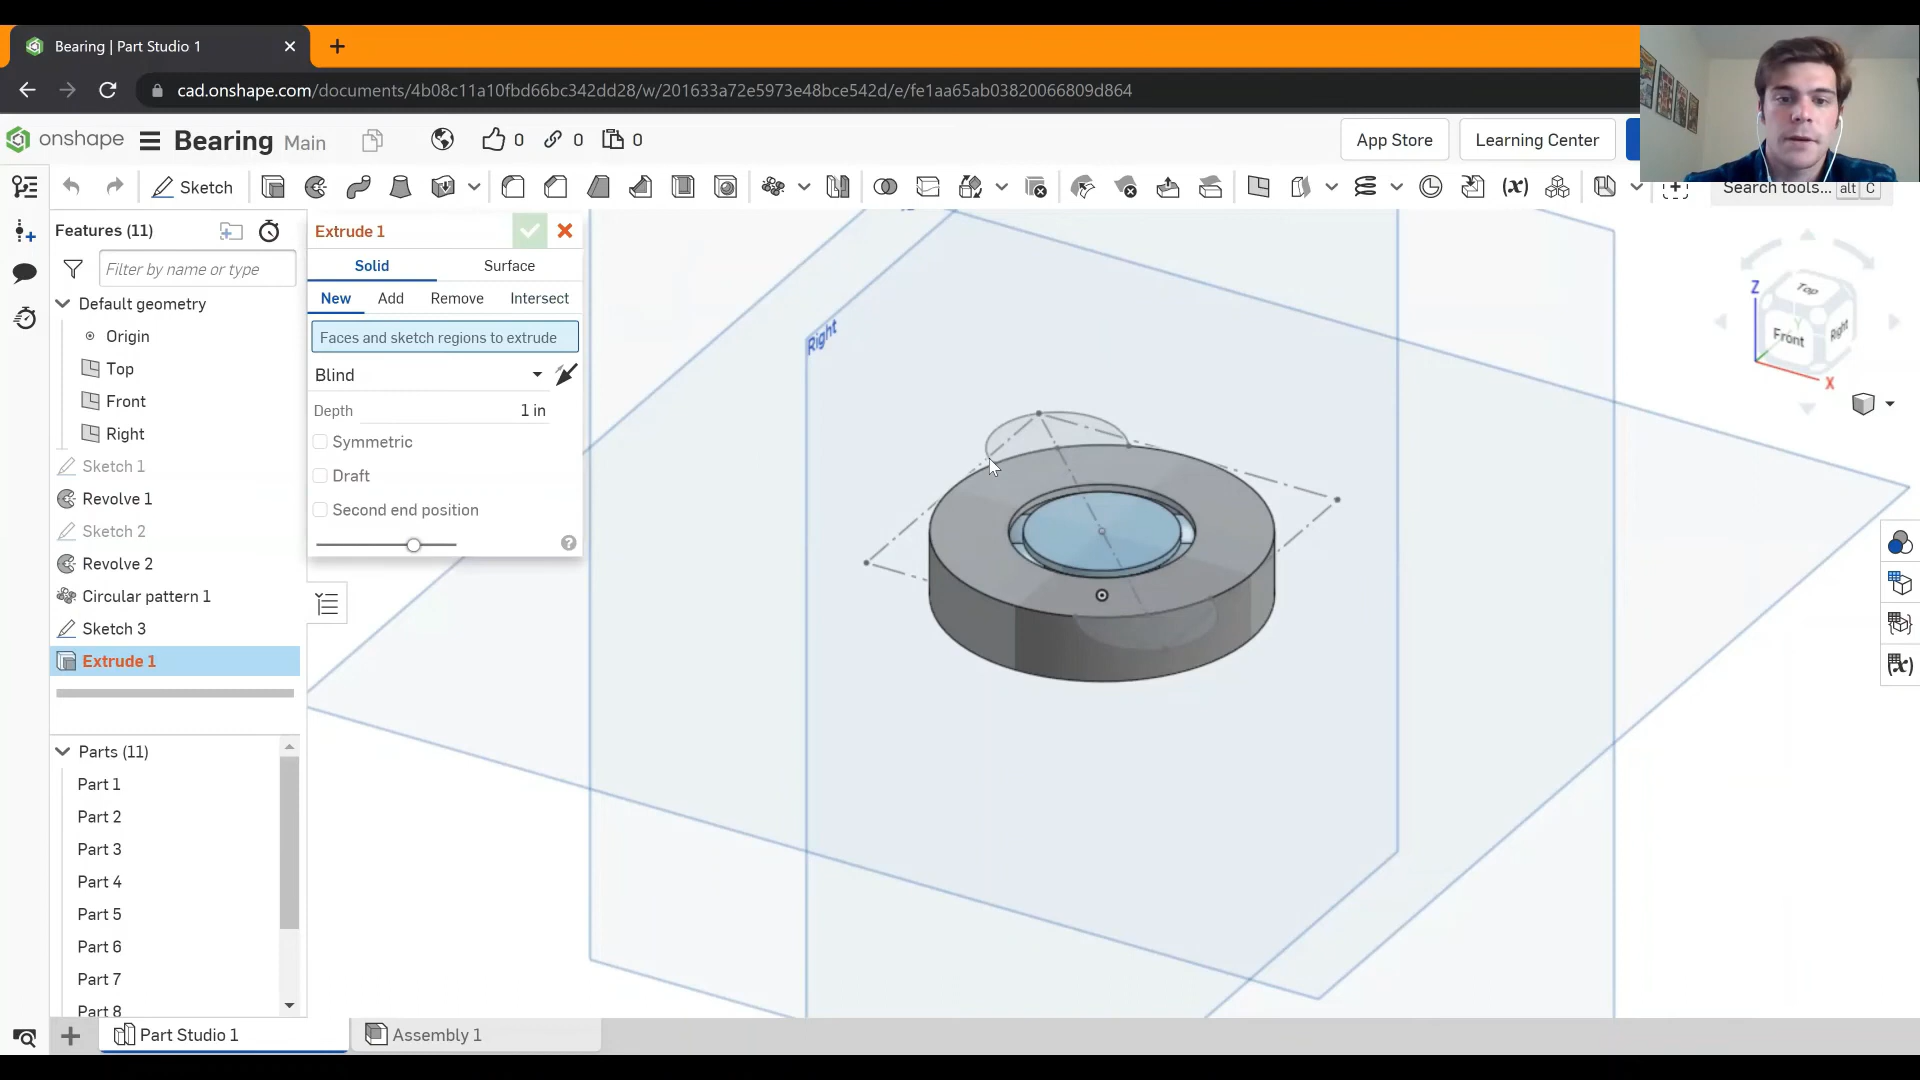 Bearing | Part Studio 1
cad.onshape.com/documents/4b08c11a10fbd66bc342dd28/w/201633a72e5973e48bce542d/e/fe1aa65ab03820066809d864
onshape
Bearing Main
0
0
0
App Store
Learning Center
Sketch
Search tools... alt C
Features (11)
Filter by name or type
Default geometry
Origin
Top
Front
Right
Sketch 1
Revolve 1
Sketch 2
Revolve 2
Circular pattern 1
Sketch 3
Extrude 1
Parts (11)
Part 1
Part 2
Part 3
Part 4
Part 5
Part 6
Part 7
Part 8
Extrude 1
Solid Surface
New Add Remove Intersect
Faces and sketch regions to extrude
Blind
Depth 1 in
Symmetric
Draft
Second end position
Right
Z
Top
Y
Front
Right
X
Part Studio 1
Assembly 1